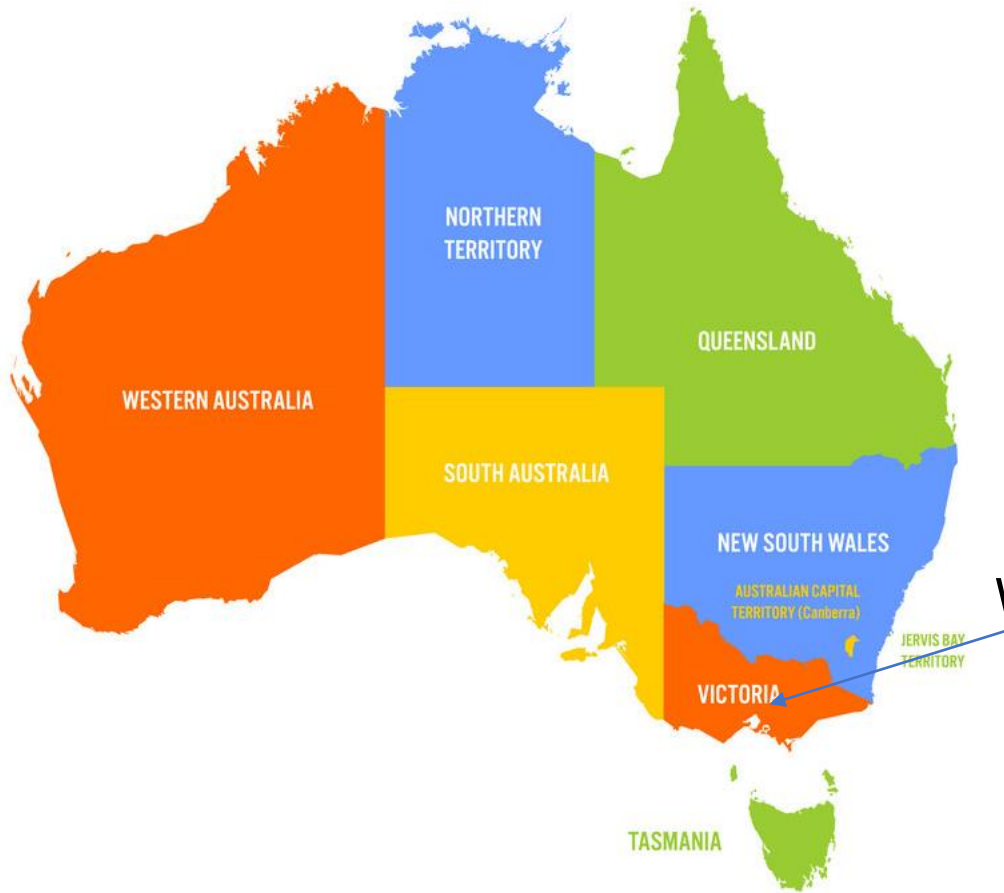 NORTHERN
TERRITORY
QUEENSLAND
WESTERN AUSTRALIA
SOUTH AUSTRALIA
NEW SOUTH WALES
AUSTRALIAN CAPITAL
TERRITORY (Canberra)
JERVIS BAY
TERRITORY
VICTORIA
TASMANIA